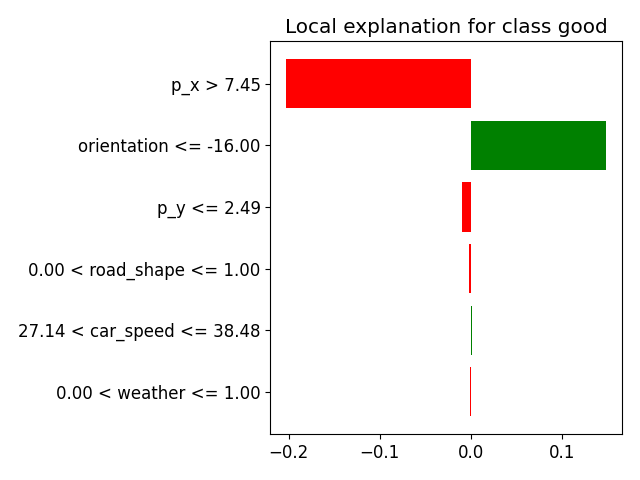 Local explanation for class good
p_x > 7.45
orientation <= -16.00
p_y <= 2.49
0.00 < road_shape <= 1.00
27.14 < car_speed <= 38.48
0.00 < weather <= 1.00
−0.2 −0.1 0.0 0.1